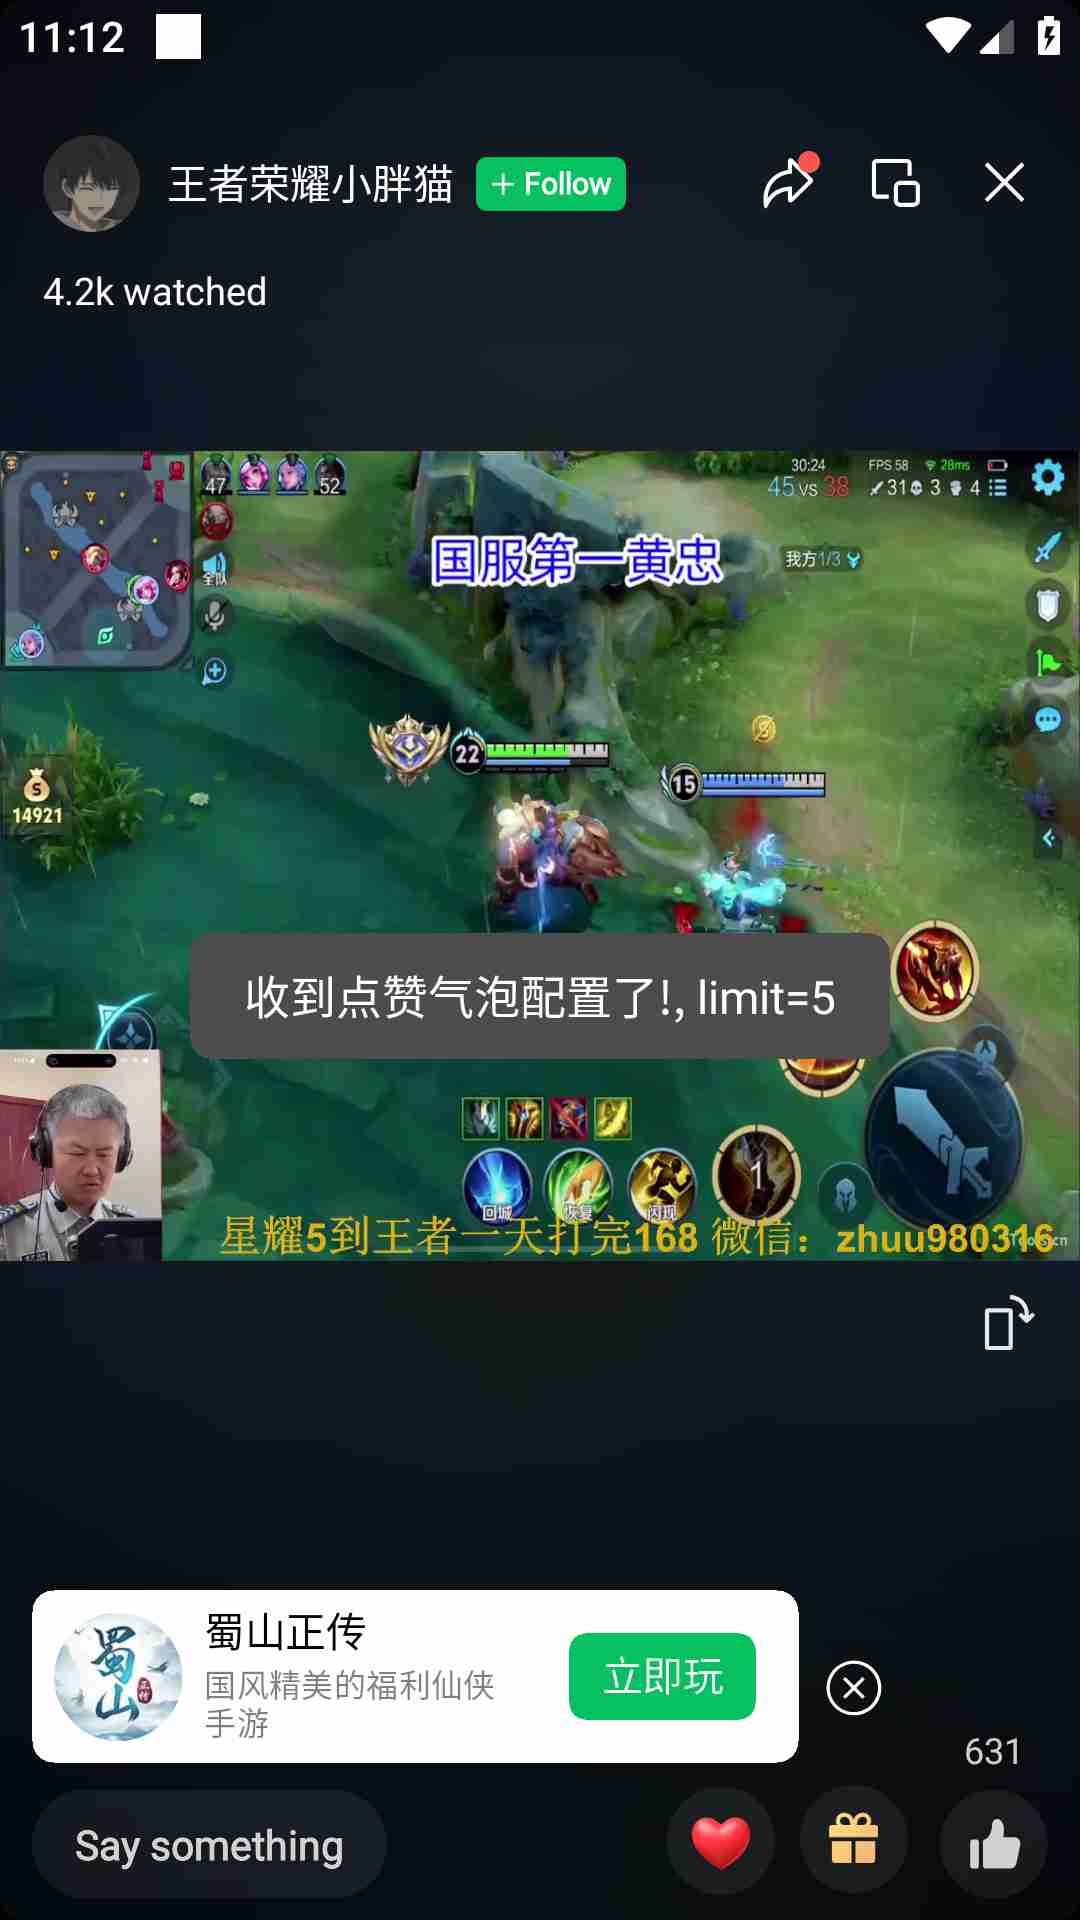 11:12
王者荣耀小胖猫
+ Follow
4.2k watched
47
52
30:24
FPS 58
28ms
45 vs 38
31 3 4
国服第一黄忠
我方1/3
全队
22
15
14921
收到点赞气泡配置了!, limit=5
1
回城
恢复
闪现
星耀5到王者一天打完168 微信： zhuu980316
蜀山正传
国风精美的福利仙侠
手游
立即玩
蜀山
631
Say something